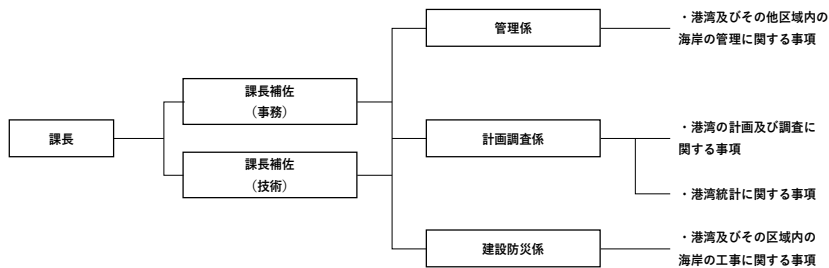 課長
課長補佐
（事務）
課長補佐
（技術）
管理係
・港湾及びその他区域内の
海岸の管理に関する事項
計画調査係
・港湾の計画及び調査に
関する事項
・港湾統計に関する事項
建設防災係
・港湾及びその区域内の
海岸の工事に関する事項